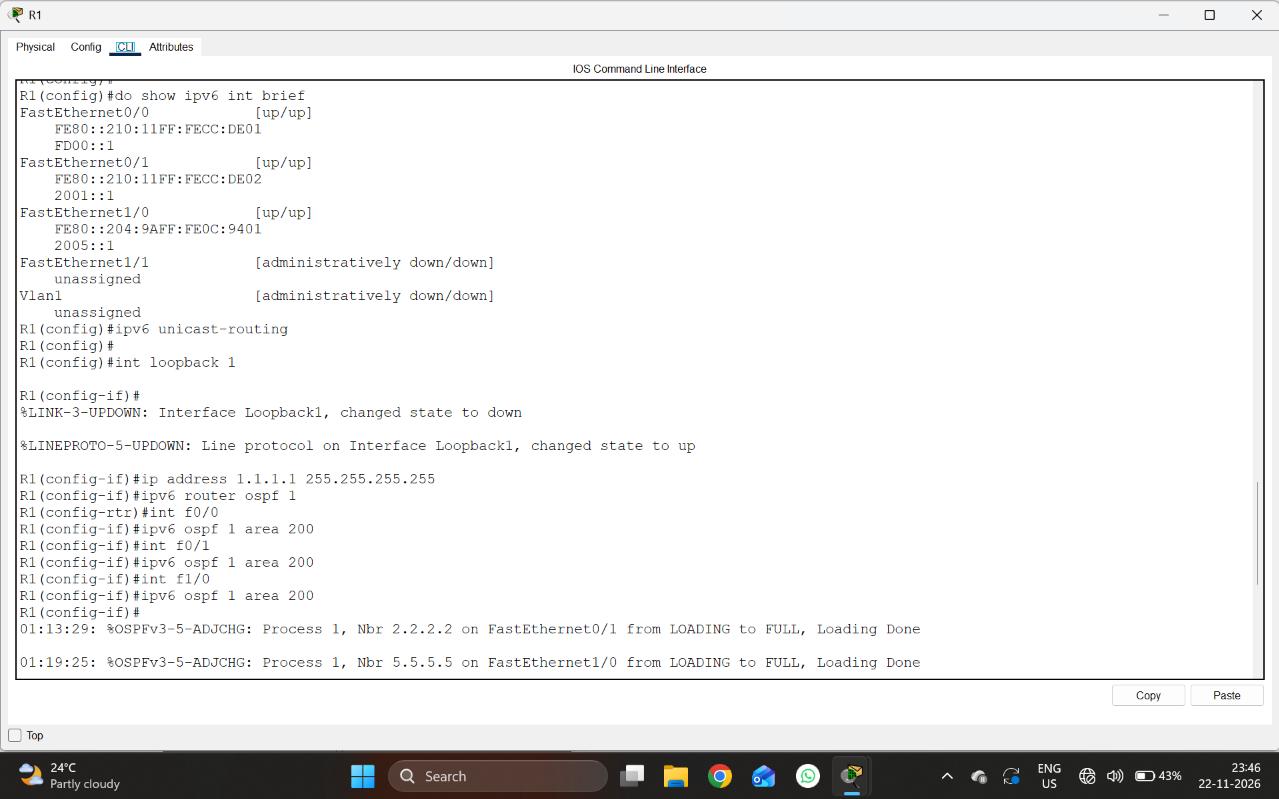 R1
Physical Config CLI Attributes
IOS Command Line Interface
R1(config)#
R1(config)#do show ipv6 int brief
FastEthernet0/0 [up/up]
FE80::210:11FF:FECC:DE01
FD00::1
FastEthernet0/1 [up/up]
FE80::210:11FF:FECC:DE02
2001::1
FastEthernet1/0 [up/up]
FE80::204:9AFF:FE0C:9401
2005::1
FastEthernet1/1 [administratively down/down]
unassigned
Vlan1 [administratively down/down]
unassigned
R1(config)#ipv6 unicast-routing
R1(config)#
R1(config)#int loopback 1
R1(config-if)#
%LINK-3-UPDOWN: Interface Loopback1, changed state to down
%LINEPROTO-5-UPDOWN: Line protocol on Interface Loopback1, changed state to up
R1(config-if)#ip address 1.1.1.1 255.255.255.255
R1(config-if)#ipv6 router ospf 1
R1(config-rtr)#int f0/0
R1(config-if)#ipv6 ospf 1 area 200
R1(config-if)#int f0/1
R1(config-if)#ipv6 ospf 1 area 200
R1(config-if)#int f1/0
R1(config-if)#ipv6 ospf 1 area 200
R1(config-if)#
01:13:29: %OSPFv3-5-ADJCHG: Process 1, Nbr 2.2.2.2 on FastEthernet0/1 from LOADING to FULL, Loading Done
01:19:25: %OSPFv3-5-ADJCHG: Process 1, Nbr 5.5.5.5 on FastEthernet1/0 from LOADING to FULL, Loading Done
Copy Paste
Top
24°C
Partly cloudy
Search
ENG
US
43%
23:46
22-11-2026